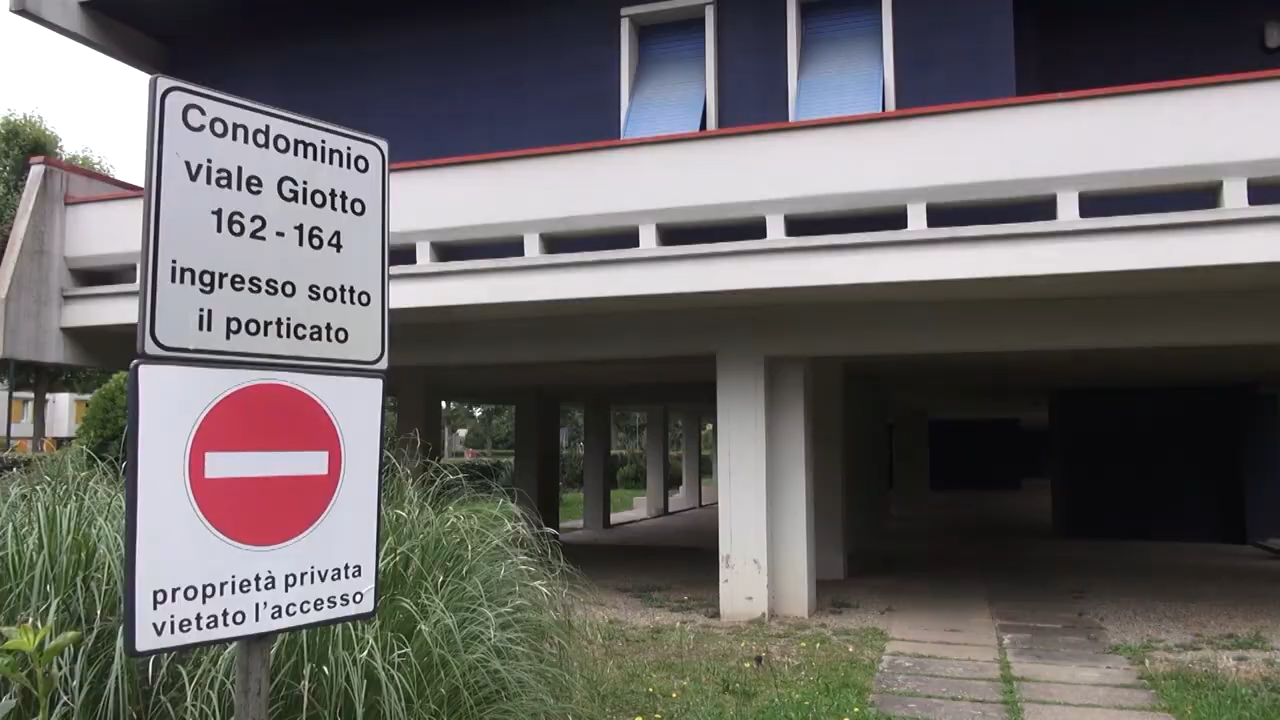 Condominio
viale Giotto
162 - 164
ingresso sotto
il porticato
proprietà privata
vietato l'accesso